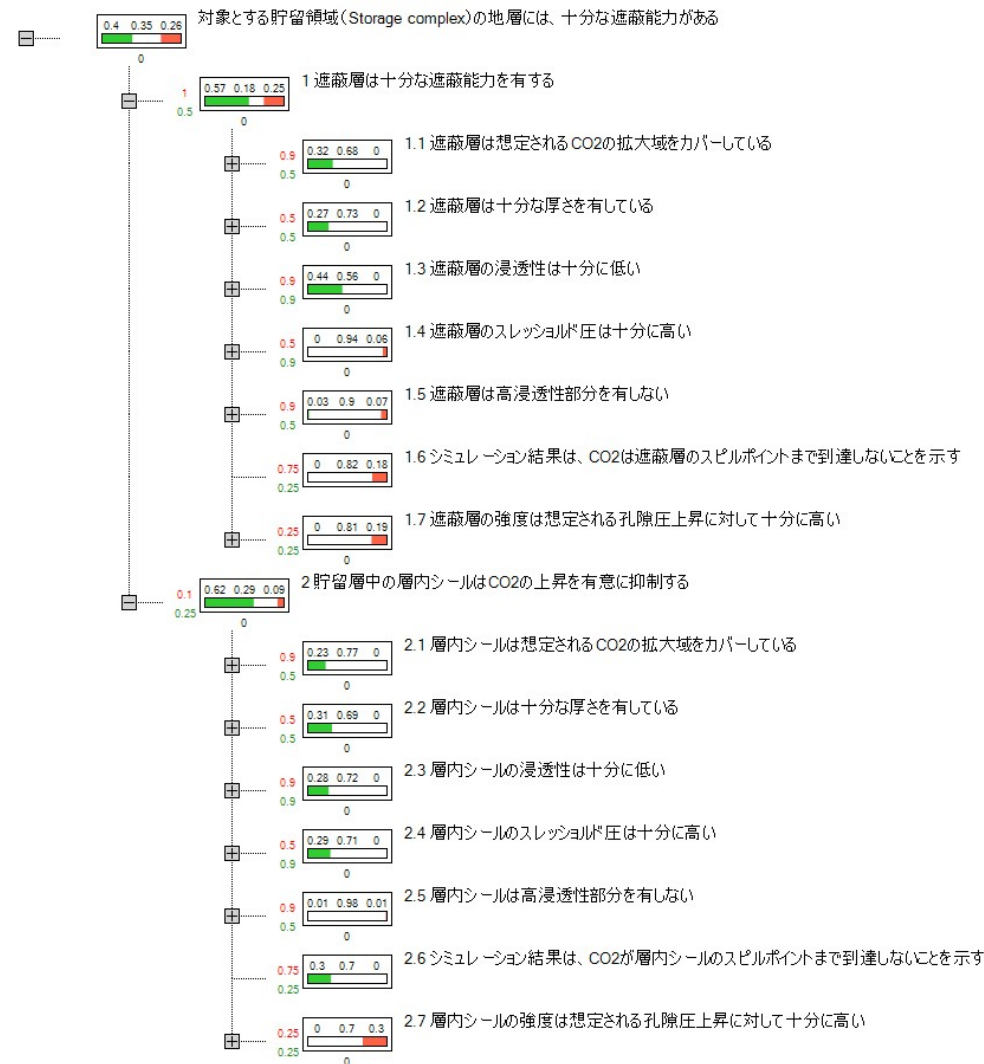 対象とする貯留領域(Storage complex)の地層には、十分な遮蔽能力がある
0.4 0.35 0.26
0
1 遮蔽層は十分な遮蔽能力を有する
1 0.57 0.18 0.25
0.5
0
1.1 遮蔽層は想定されるCO2の拡大域をカバーしている
0.9 0.32 0.68 0
0.5
0
1.2 遮蔽層は十分な厚さを有している
0.5 0.27 0.73 0
0.5
0
1.3 遮蔽層の浸透性は十分に低い
0.9 0.44 0.56 0
0.9
0
1.4 遮蔽層のスレッショルド圧は十分に高い
0.5 0 0.94 0.06
0.9
0
1.5 遮蔽層は高浸透性部分を有しない
0.9 0.03 0.9 0.07
0.5
0
1.6 シミュレーション結果は、CO2は遮蔽層のスピルポイントまで到達しないことを示す
0.75 0 0.82 0.18
0.25
0
1.7 遮蔽層の強度は想定される孔隙圧上昇に対して十分に高い
0.25 0 0.81 0.19
0.25
0
2 貯留層中の層内シールはCO2の上昇を有意に抑制する
0.1 0.62 0.29 0.09
0.25
0
2.1 層内シールは想定されるCO2の拡大域をカバーしている
0.9 0.23 0.77 0
0.5
0
2.2 層内シールは十分な厚さを有している
0.5 0.31 0.69 0
0.5
0
2.3 層内シールの浸透性は十分に低い
0.9 0.28 0.72 0
0.9
0
2.4 層内シールのスレッショルド圧は十分に高い
0.5 0.29 0.71 0
0.9
0
2.5 層内シールは高浸透性部分を有しない
0.9 0.01 0.98 0.01
0.5
0
2.6 シミュレーション結果は、CO2が層内シールのスピルポイントまで到達しないことを示す
0.75 0.3 0.7 0
0.25
0
2.7 層内シールの強度は想定される孔隙圧上昇に対して十分に高い
0.25 0 0.7 0.3
0.25
0